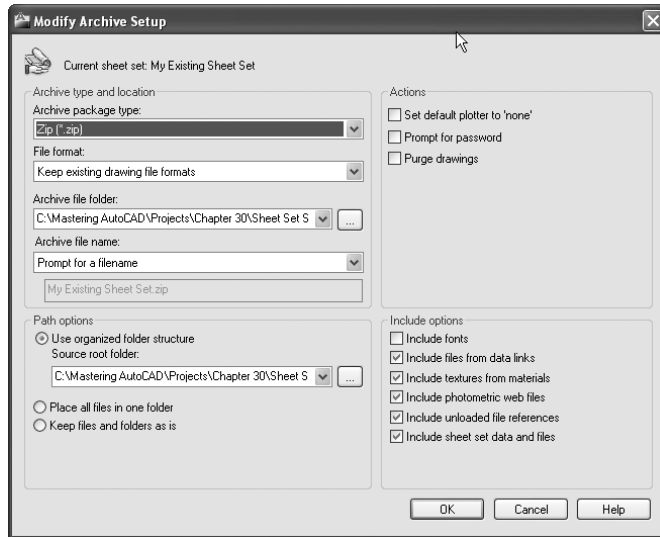 Modify Archive Setup
Current sheet set: My Existing Sheet Set
Archive type and location
Archive package type:
Zip (*.zip)
File format:
Keep existing drawing file formats
Archive file folder:
C:\Mastering AutoCAD\Projects\Chapter 30\Sheet Set S
...
Archive file name:
Prompt for a filename
My Existing Sheet Set.zip
Path options
Use organized folder structure
Source root folder:
C:\Mastering AutoCAD\Projects\Chapter 30\Sheet S
...
Place all files in one folder
Keep files and folders as is
Actions
Set default plotter to 'none'
Prompt for password
Purge drawings
Include options
Include fonts
Include files from data links
Include textures from materials
Include photometric web files
Include unloaded file references
Include sheet set data and files
OK
Cancel
Help